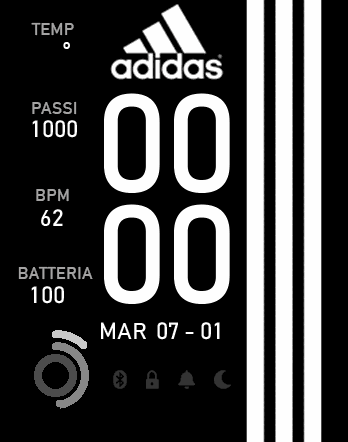 TEMP
°
adidas®
PASSI
1000
00
BPM
62
00
BATTERIA
100
MAR 07 - 01